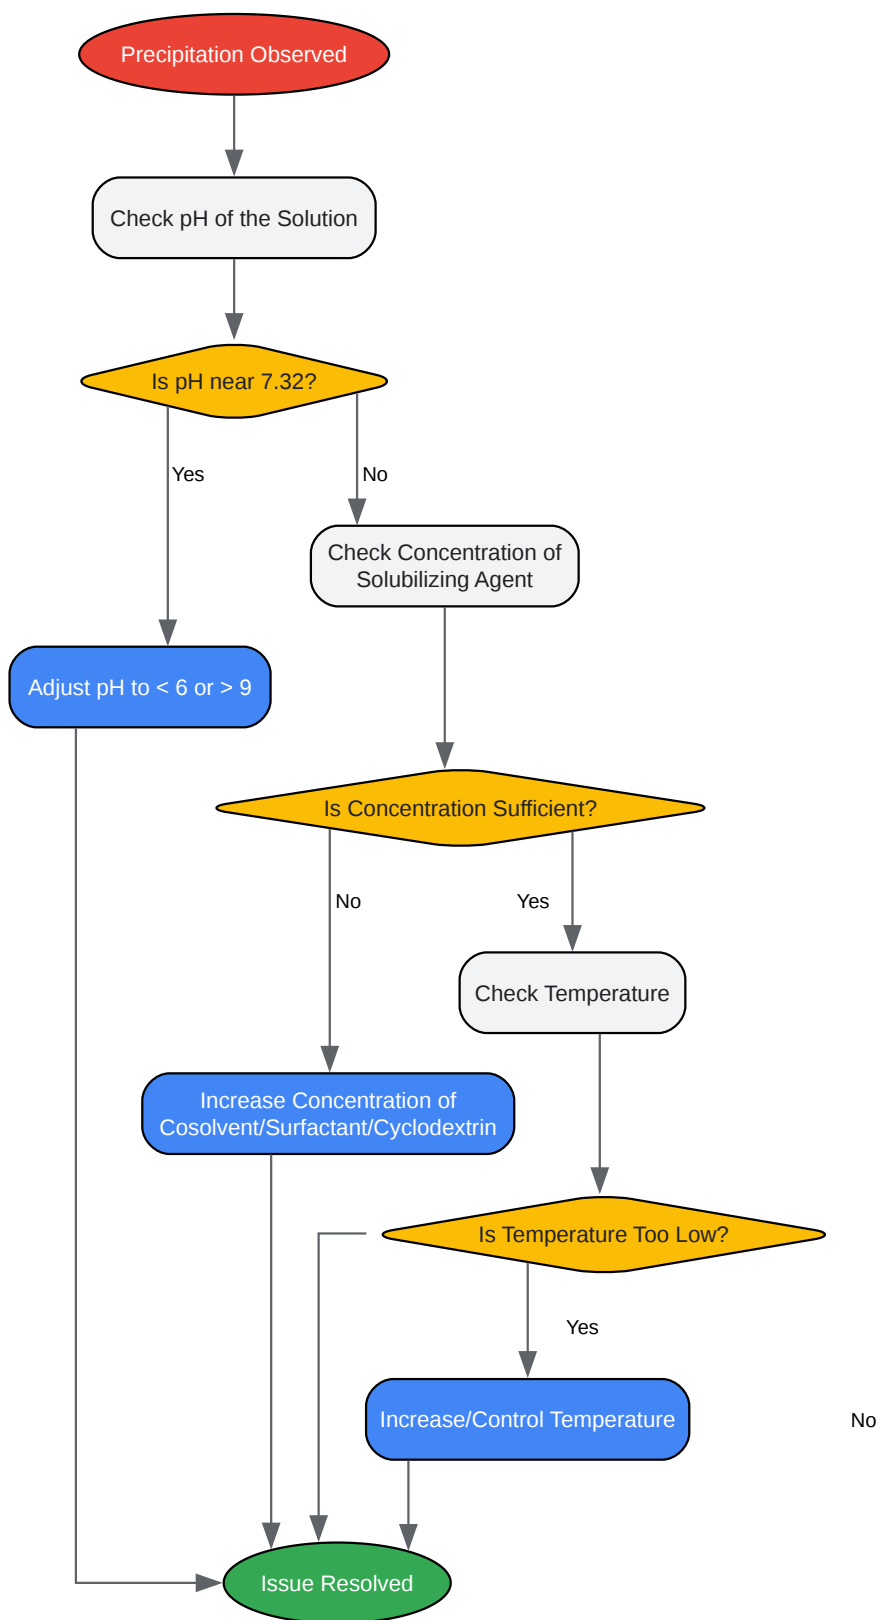 Precipitation Observed
Check pH of the Solution
Is pH near 7.32?
Yes
No
Check Concentration of
Solubilizing Agent
Adjust pH to < 6 or > 9
Is Concentration Sufficient?
No
Yes
Check Temperature
Increase Concentration of
Cosolvent/Surfactant/Cyclodextrin
Is Temperature Too Low?
Yes
Increase/Control Temperature
No
Issue Resolved